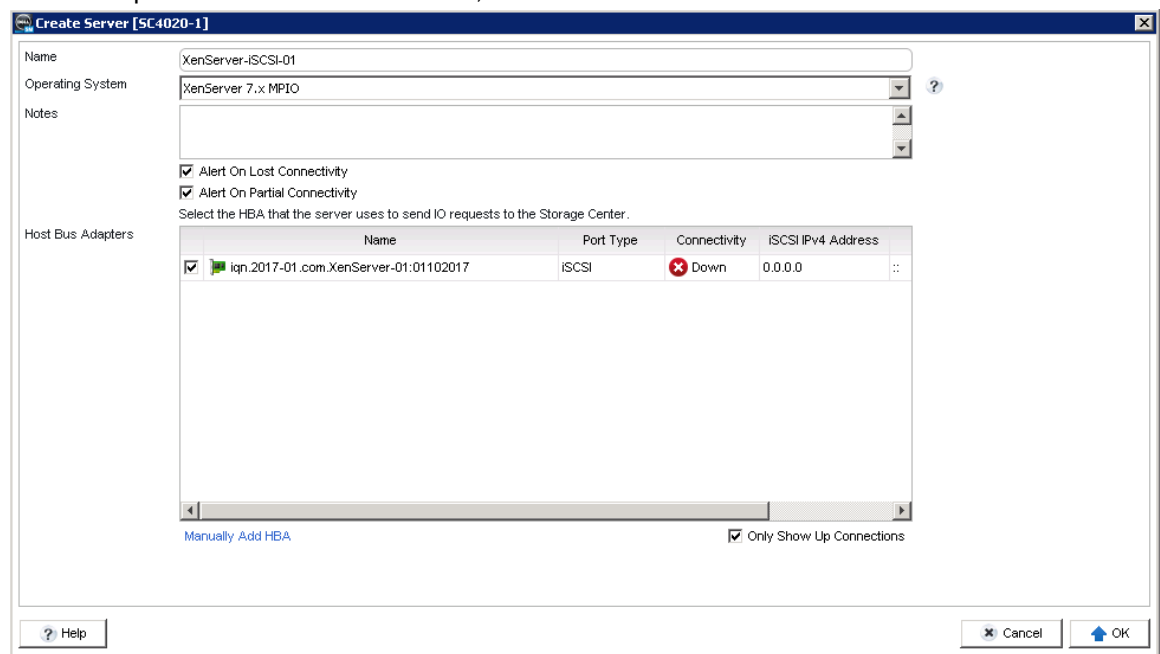 Create Server [SC4020-1]
Name
XenServer-iSCSI-01
Operating System
XenServer 7.x MPIO
?
Notes
Alert On Lost Connectivity
Alert On Partial Connectivity
Select the HBA that the server uses to send IO requests to the Storage Center.
Host Bus Adapters
Name Port Type Connectivity iSCSI IPv4 Address
iqn.2017-01.com.XenServer-01:01102017 iSCSI Down 0.0.0.0 ::
Manually Add HBA Only Show Up Connections
? Help Cancel OK